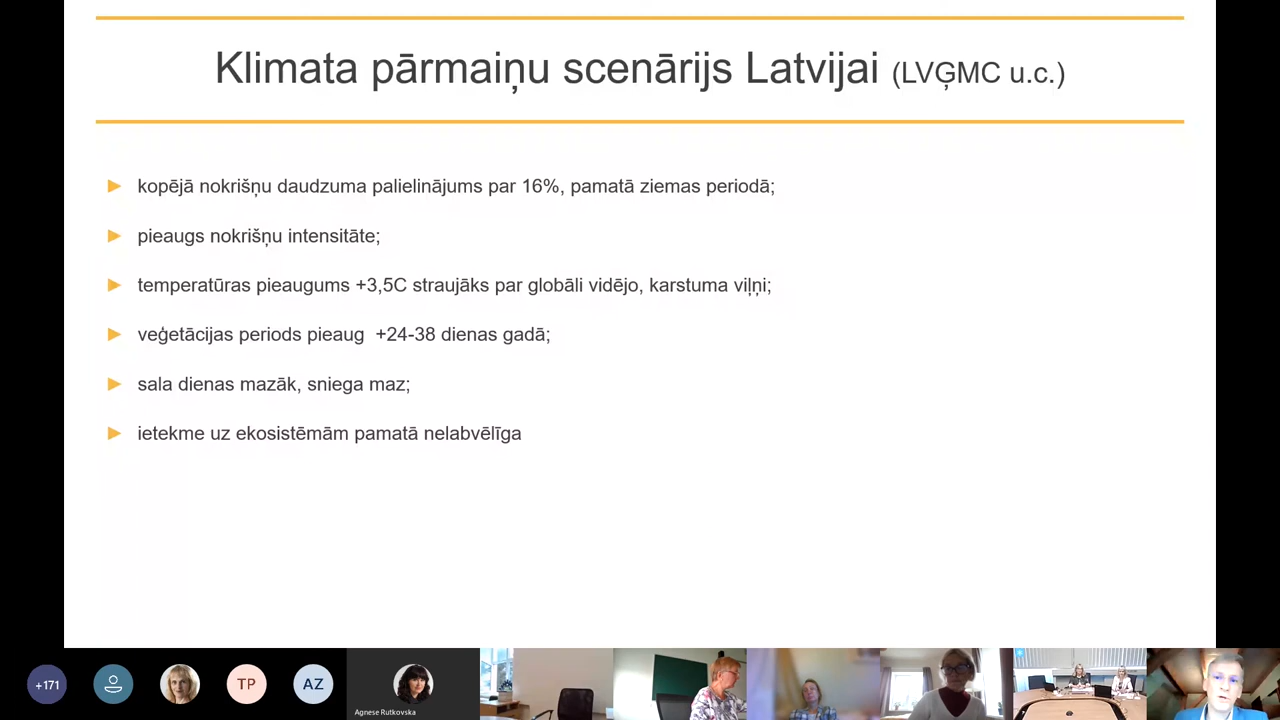 Klimata pārmaiņu scenārijs Latvijai (LVĢMC u.c.)
kopējā nokrišņu daudzuma palielinājums par 16%, pamatā ziemas periodā;
pieaugs nokrišņu intensitāte;
temperatūras pieaugums +3,5C straujāks par globāli vidējo, karstuma viļņi;
veģetācijas periods pieaug +24-38 dienas gadā;
sala dienas mazāk, sniega maz;
ietekme uz ekosistēmām pamatā nelabvēlīga
+171
TP
AZ
Agnese Rutkovska